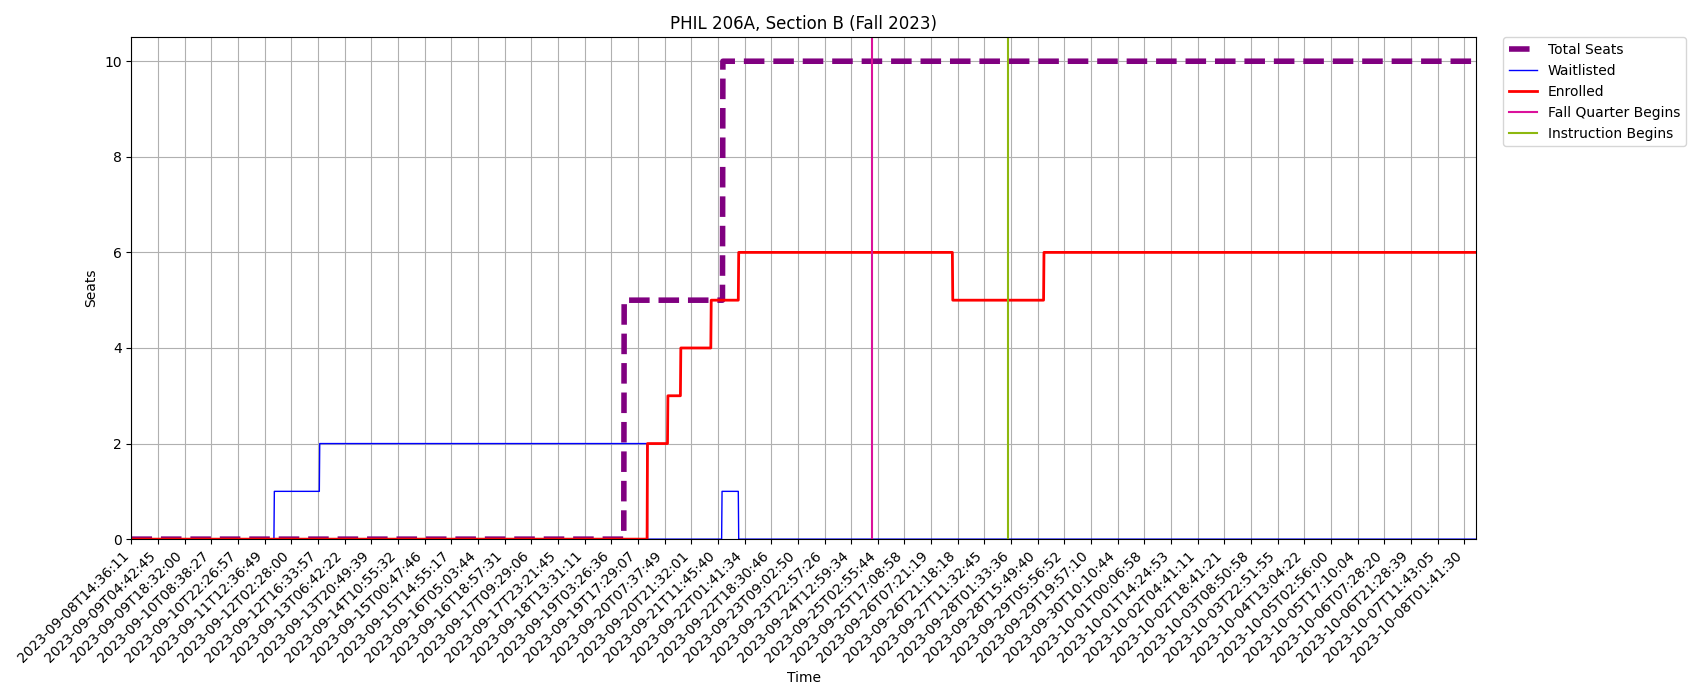 PHIL 206A, Section B (Fall 2023)
Total Seats
Waitlisted
Enrolled
Fall Quarter Begins
Instruction Begins
10
8
6
4
2
0
Seats
2023-09-08T14:36:11
2023-09-09T04:42:45
2023-09-09T18:32:00
2023-09-10T08:38:27
2023-09-10T22:26:57
2023-09-11T12:36:49
2023-09-12T02:28:00
2023-09-12T16:33:57
2023-09-13T06:42:22
2023-09-13T20:49:39
2023-09-14T10:55:32
2023-09-15T00:47:46
2023-09-15T14:55:17
2023-09-16T05:03:44
2023-09-16T18:57:31
2023-09-17T09:29:06
2023-09-17T23:21:45
2023-09-18T13:31:11
2023-09-19T03:26:36
2023-09-19T17:29:07
2023-09-20T07:37:49
2023-09-20T21:32:01
2023-09-21T11:45:40
2023-09-22T01:41:34
2023-09-22T18:30:46
2023-09-23T09:02:50
2023-09-23T22:57:26
2023-09-24T12:59:34
2023-09-25T02:55:44
2023-09-25T17:08:58
2023-09-26T07:21:19
2023-09-26T21:18:18
2023-09-27T11:32:45
2023-09-28T01:33:36
2023-09-28T15:49:40
2023-09-29T05:56:52
2023-09-29T19:57:10
2023-09-30T10:10:44
2023-10-01T00:06:58
2023-10-01T14:24:53
2023-10-02T04:41:11
2023-10-02T18:41:21
2023-10-03T08:50:58
2023-10-03T22:51:55
2023-10-04T13:04:22
2023-10-05T02:56:00
2023-10-05T17:10:04
2023-10-06T07:28:20
2023-10-06T21:28:39
2023-10-07T11:43:05
2023-10-08T01:41:30
Time